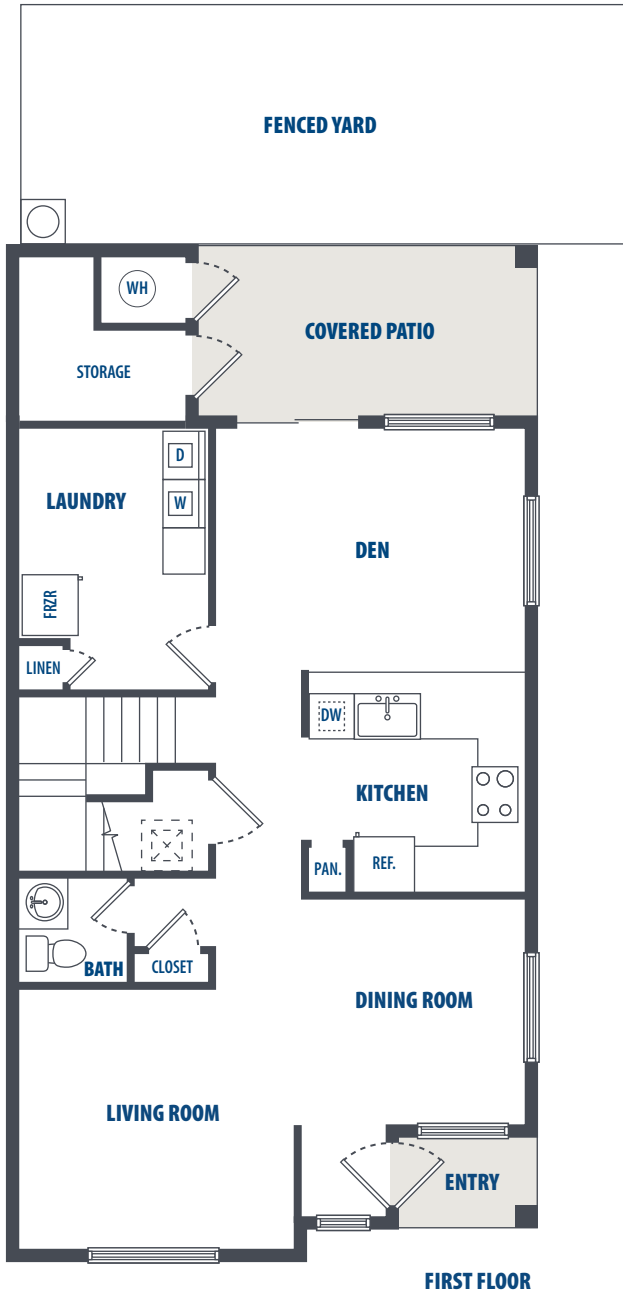 FENCED YARD
WH
COVERED PATIO
STORAGE
D
LAUNDRY
W
DEN
FRZR
LINEN
DW
KITCHEN
PAN.
REF.
BATH
CLOSET
DINING ROOM
LIVING ROOM
ENTRY
FIRST FLOOR